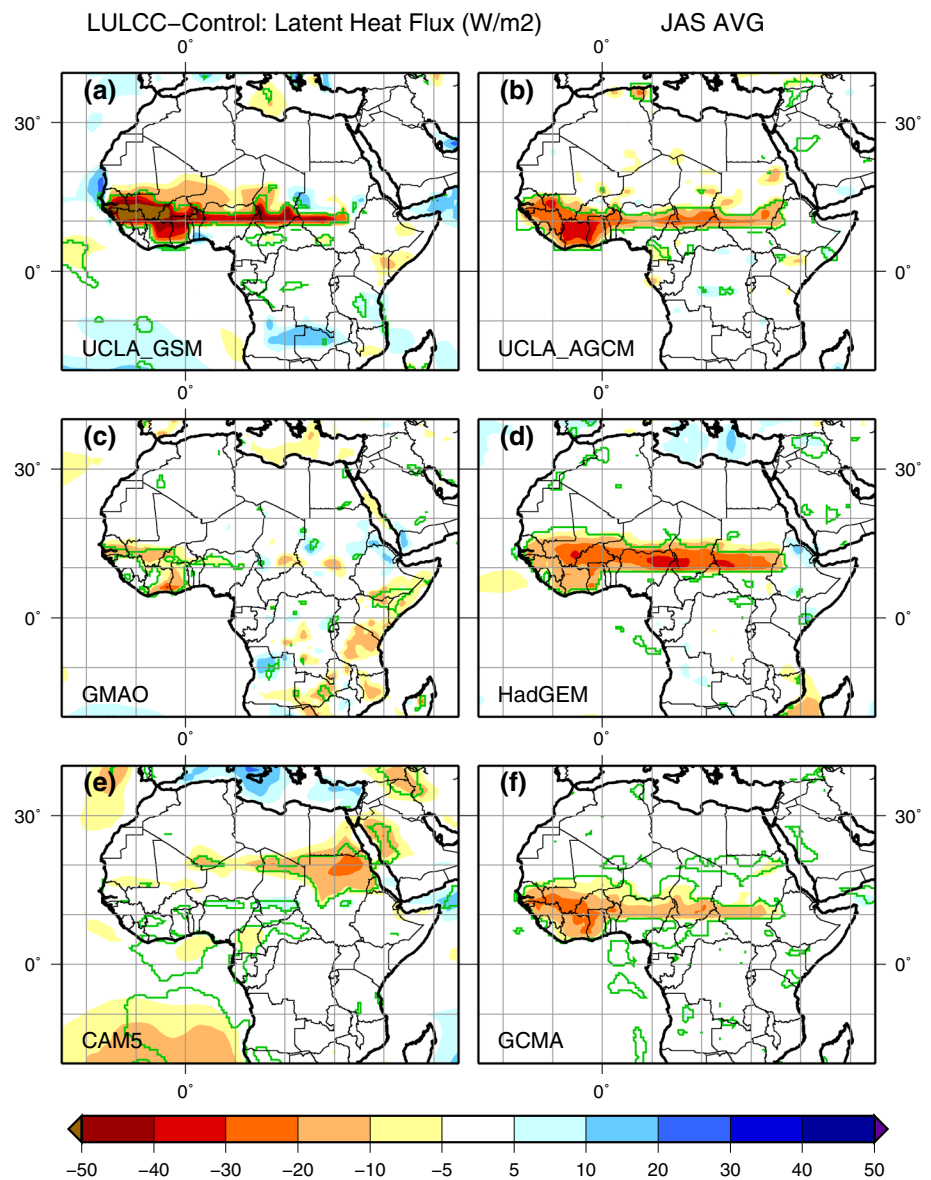 LULCC−Control: Latent Heat Flux (W/m2) JAS AVG
0° 0°
(a) (b)
30° 30°
0° 0°
UCLA_GSM UCLA_AGCM
0° 0°
(c) (d)
30° 30°
0° 0°
GMAO HadGEM
0° 0°
(e) (f)
30° 30°
0° 0°
CAM5 GCMA
0° 0°
−50 −40 −30 −20 −10 −5 5 10 20 30 40 50